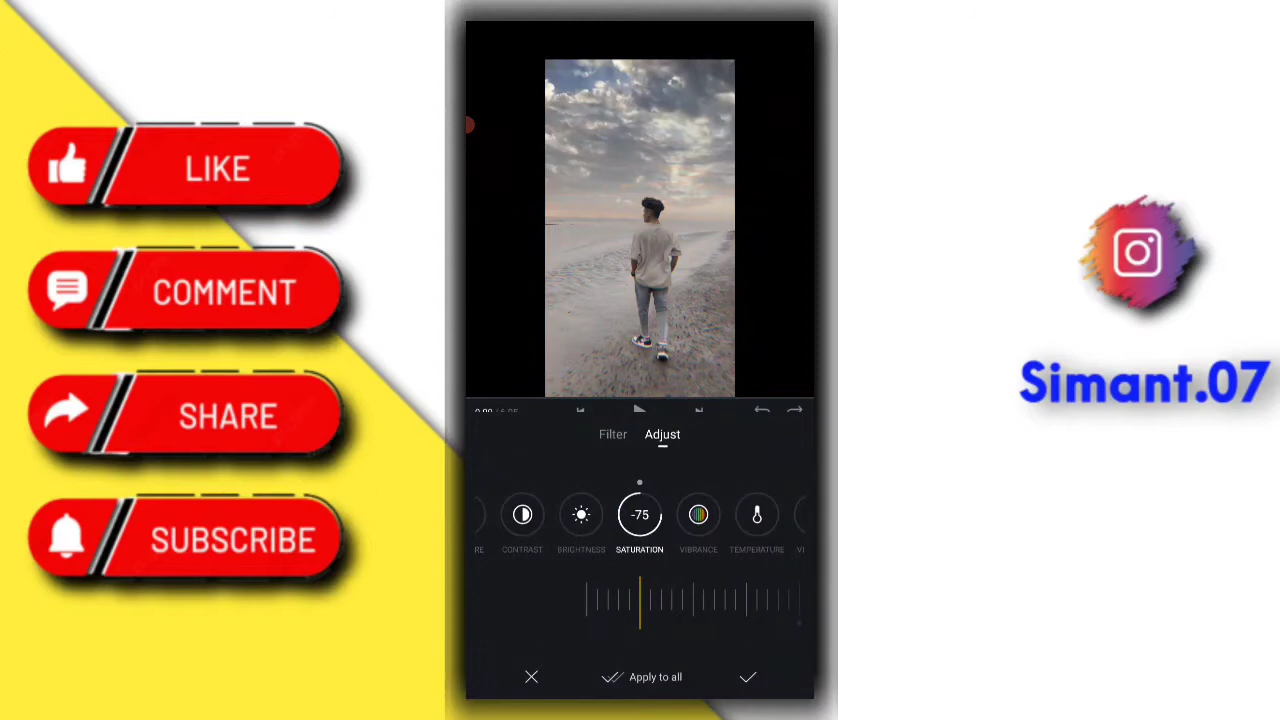 LIKE
COMMENT
SHARE
SUBSCRIBE
Filter
Adjust
CONTRAST
BRIGHTNESS
-75
SATURATION
VIBRANCE
TEMPERATURE
Apply to all
Simant.07